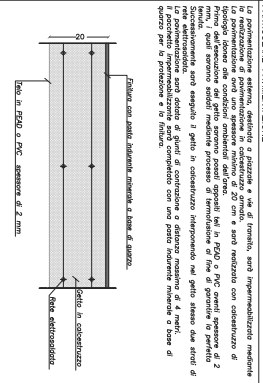 La pavimentazione esterna, destinata a piazzale e vie di transito, sarà impermeabilizzata mediante
la realizzazione di pavimentazione in calcestruzzo armato.
La pavimentazione avrà uno spessore minimo di 20 cm e sarà realizzata con calcestruzzo di
tipologia idonea alle condizioni ambientali dell'area.
Prima dell'esecuzione del getto saranno posati appositi teli in PEAD o PVC aventi spessore di 2
mm, i quali saranno saldati mediante processo di termofusione al fine di garantire la perfetta
tenuta.
Successivamente sarà eseguito il getto in calcestruzzo interponendo nel getto stesso due strati di
rete elettrosaldata.
La pavimentazione sarà dotata di giunti di contrazione a distanza massima di 4 metri.
Il pacchetto impermeabilizzante sarà completato con una pasta indurente minerale a base di
quarzo per la protezione e la finitura.
Finitura con pasta indurente minerale a base di quarzo
20
Getto in calcestruzzo
Rete elettrosaldata
Telo in PEAD o PVC spessore di 2 mm.